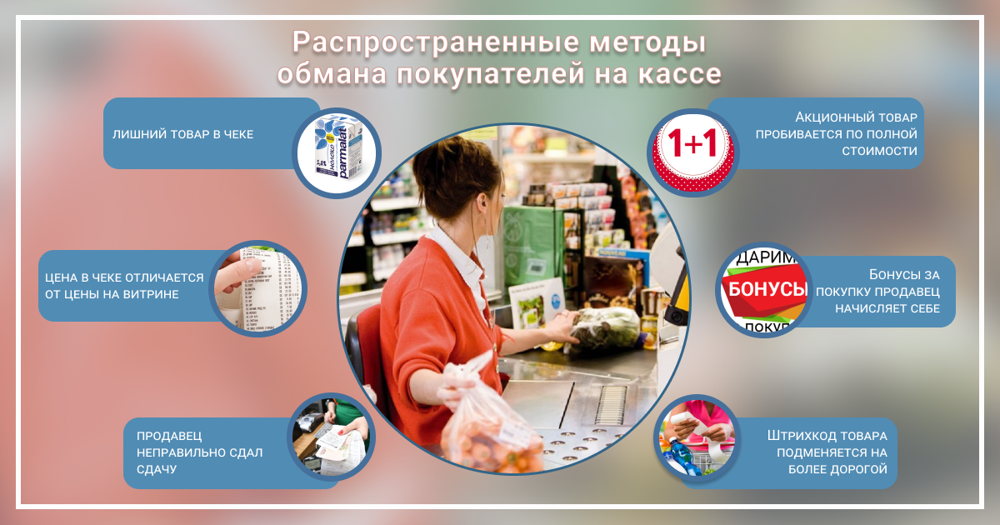 Распространенные методы
обмана покупателей на кассе
ЛИШНИЙ ТОВАР В ЧЕКЕ
1,8%
молоко
parmalat
1+1
АКЦИОННЫЙ ТОВАР
ПРОБИВАЕТСЯ ПО ПОЛНОЙ
СТОИМОСТИ
ЦЕНА В ЧЕКЕ ОТЛИЧАЕТСЯ
ОТ ЦЕНЫ НА ВИТРИНЕ
ДАРИМ
БОНУСЫ
ПОКУП
БОНУСЫ ЗА
ПОКУПКУ ПРОДАВЕЦ
НАЧИСЛЯЕТ СЕБЕ
ПРОДАВЕЦ
НЕПРАВИЛЬНО СДАЛ
СДАЧУ
ШТРИХКОД ТОВАРА
ПОДМЕНЯЕТСЯ НА
БОЛЕЕ ДОРОГОЙ